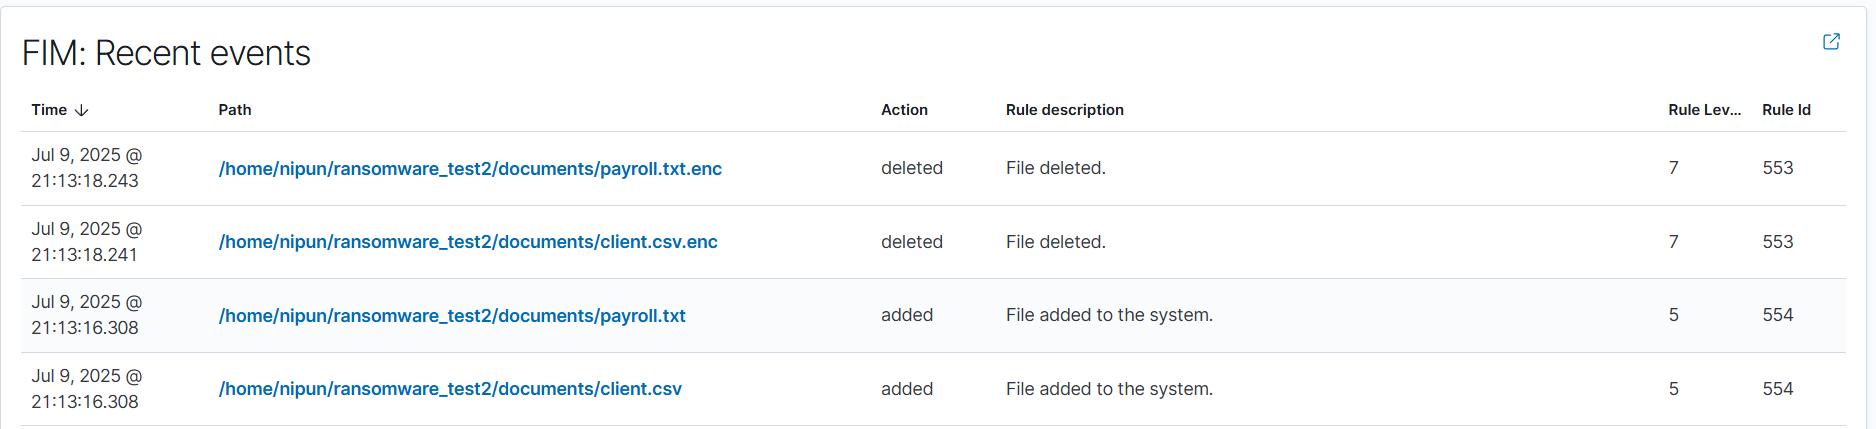 FIM: Recent events
Time Path Action Rule description Rule Lev... Rule Id
Jul 9, 2025 @
21:13:18.243 /home/nipun/ransomware_test2/documents/payroll.txt.enc deleted File deleted. 7 553
Jul 9, 2025 @
21:13:18.241 /home/nipun/ransomware_test2/documents/client.csv.enc deleted File deleted. 7 553
Jul 9, 2025 @
21:13:16.308 /home/nipun/ransomware_test2/documents/payroll.txt added File added to the system. 5 554
Jul 9, 2025 @
21:13:16.308 /home/nipun/ransomware_test2/documents/client.csv added File added to the system. 5 554